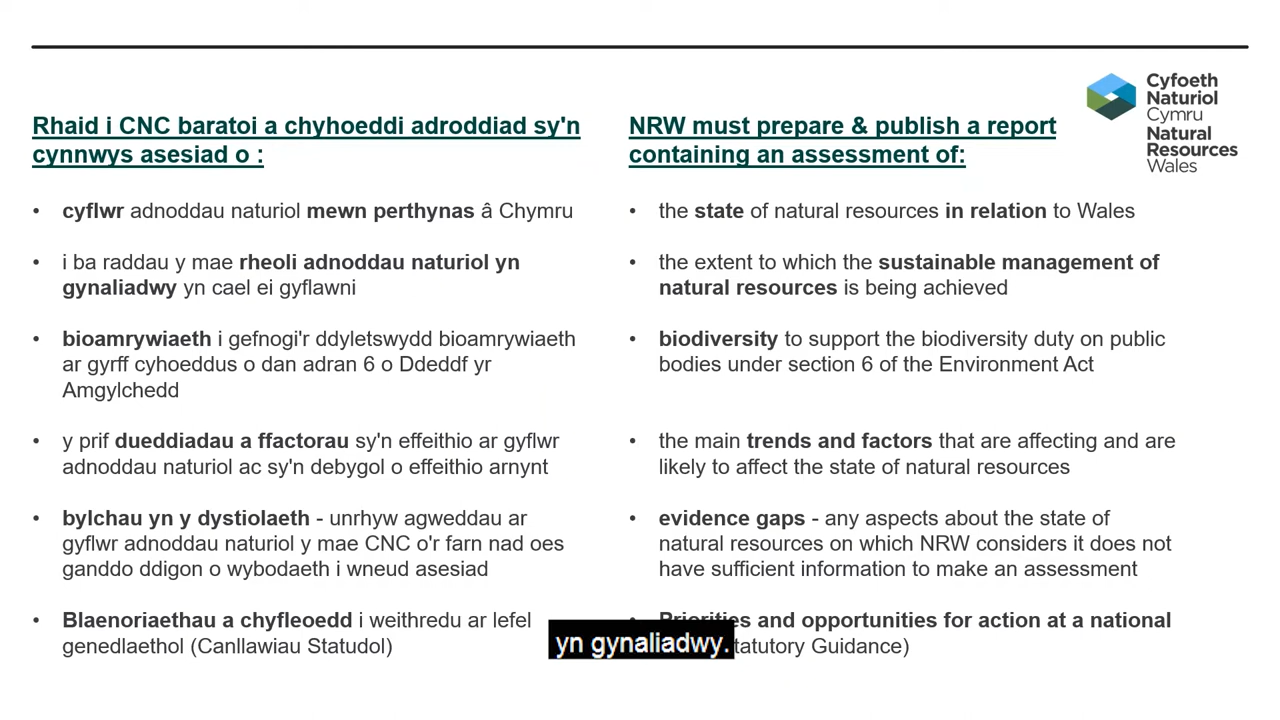 Cyfoeth
Naturiol
Cymru
Natural
Resources
Wales
Rhaid i CNC baratoi a chyhoeddi adroddiad sy'n
cynnwys asesiad o :
• cyflwr adnoddau naturiol mewn perthynas â Chymru
• i ba raddau y mae rheoli adnoddau naturiol yn
gynaliadwy yn cael ei gyflawni
• bioamrywiaeth i gefnogi'r ddyletswydd bioamrywiaeth
ar gyrff cyhoeddus o dan adran 6 o Ddeddf yr
Amgylchedd
• y prif dueddiadau a ffactorau sy'n effeithio ar gyflwr
adnoddau naturiol ac sy'n debygol o effeithio arnynt
• bylchau yn y dystiolaeth - unrhyw agweddau ar
gyflwr adnoddau naturiol y mae CNC o'r farn nad oes
ganddo ddigon o wybodaeth i wneud asesiad
• Blaenoriaethau a chyfleoedd i weithredu ar lefel
genedlaethol (Canllawiau Statudol)
NRW must prepare & publish a report
containing an assessment of:
• the state of natural resources in relation to Wales
• the extent to which the sustainable management of
natural resources is being achieved
• biodiversity to support the biodiversity duty on public
bodies under section 6 of the Environment Act
• the main trends and factors that are affecting and are
likely to affect the state of natural resources
• evidence gaps - any aspects about the state of
natural resources on which NRW considers it does not
have sufficient information to make an assessment
• Priorities and opportunities for action at a national
tatutory Guidance)
yn gynaliadwy.